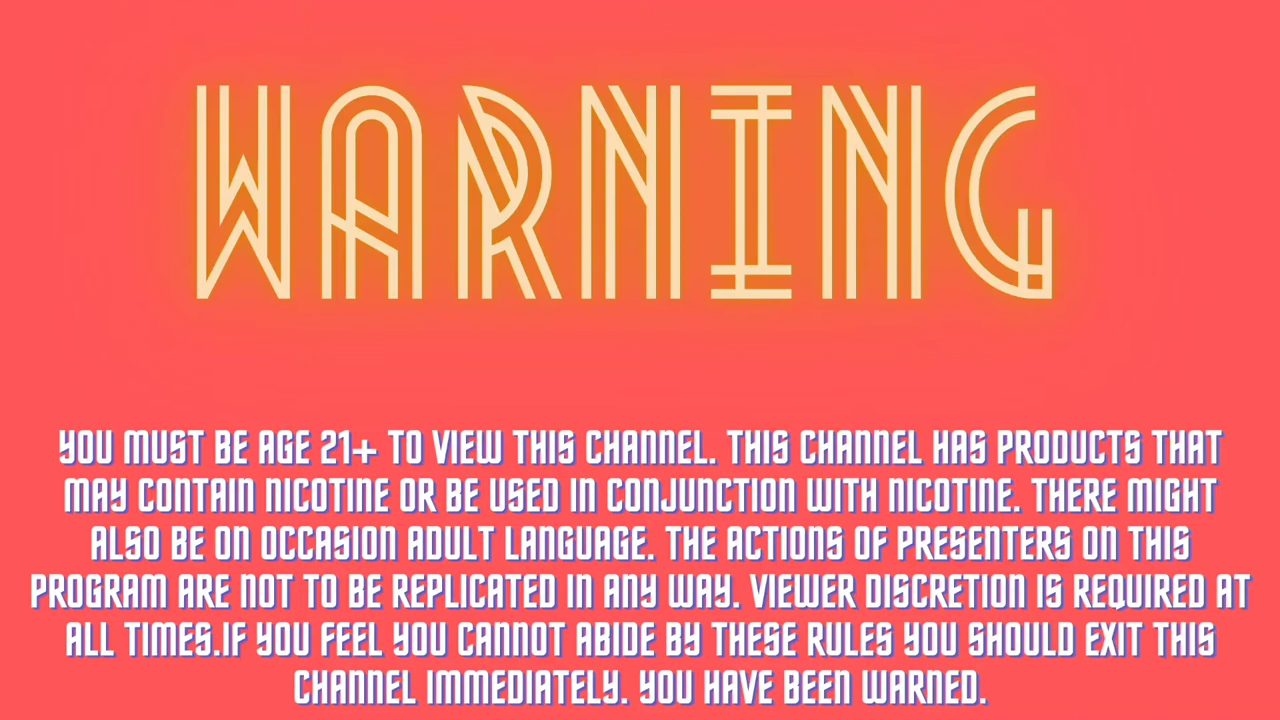 WARNING
YOU MUST BE AGE 21+ TO VIEW THIS CHANNEL. THIS CHANNEL HAS PRODUCTS THAT
MAY CONTAIN NICOTINE OR BE USED IN CONJUNCTION WITH NICOTINE. THERE MIGHT
ALSO BE ON OCCASION ADULT LANGUAGE. THE ACTIONS OF PRESENTERS ON THIS
PROGRAM ARE NOT TO BE REPLICATED IN ANY WAY. VIEWER DISCRETION IS REQUIRED AT
ALL TIMES.IF YOU FEEL YOU CANNOT ABIDE BY THESE RULES YOU SHOULD EXIT THIS
CHANNEL IMMEDIATELY. YOU HAVE BEEN WARNED.